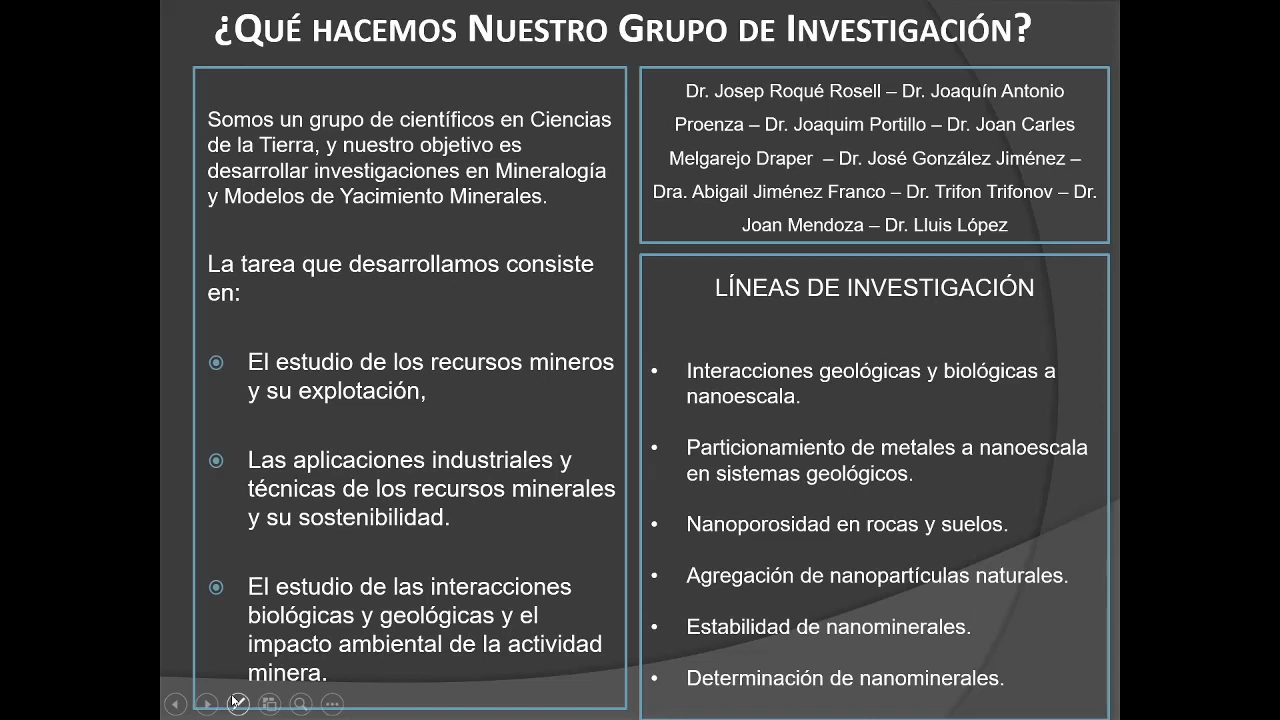 ¿QUÉ HACEMOS NUESTRO GRUPO DE INVESTIGACIÓN?
Somos un grupo de científicos en Ciencias
de la Tierra, y nuestro objetivo es
desarrollar investigaciones en Mineralogía
y Modelos de Yacimiento Minerales.
La tarea que desarrollamos consiste
en:
El estudio de los recursos mineros
y su explotación,
Las aplicaciones industriales y
técnicas de los recursos minerales
y su sostenibilidad.
El estudio de las interacciones
biológicas y geológicas y el
impacto ambiental de la actividad
minera.
Dr. Josep Roqué Rosell – Dr. Joaquín Antonio
Proenza – Dr. Joaquim Portillo – Dr. Joan Carles
Melgarejo Draper – Dr. José González Jiménez –
Dra. Abigail Jiménez Franco – Dr. Trifon Trifonov – Dr.
Joan Mendoza – Dr. Lluis López
LÍNEAS DE INVESTIGACIÓN
• Interacciones geológicas y biológicas a
nanoescala.
• Particionamiento de metales a nanoescala
en sistemas geológicos.
• Nanoporosidad en rocas y suelos.
• Agregación de nanopartículas naturales.
• Estabilidad de nanominerales.
• Determinación de nanominerales.